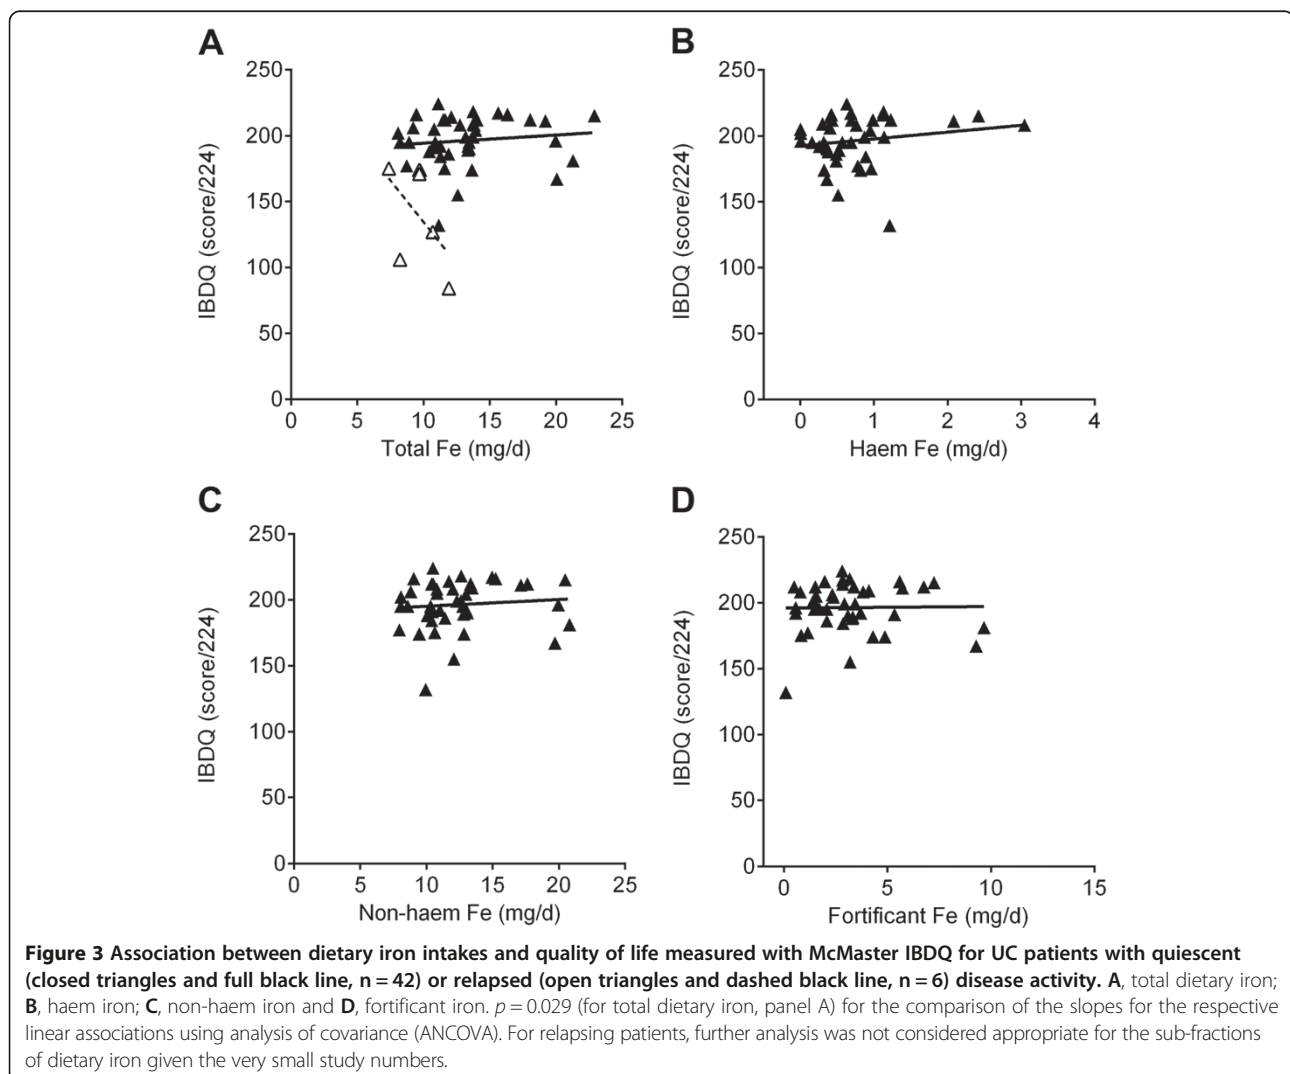 A
250
200
150
100
50
0
IBDQ (score/224)
0 5 10 15 20 25
Total Fe (mg/d)
B
250
200
150
100
50
0
IBDQ (score/224)
0 1 2 3 4
Haem Fe (mg/d)
C
250
200
150
100
50
0
IBDQ (score/224)
0 5 10 15 20 25
Non-haem Fe (mg/d)
D
250
200
150
100
50
0
IBDQ (score/224)
0 5 10 15
Fortificant Fe (mg/d)
Figure 3 Association between dietary iron intakes and quality of life measured with McMaster IBDQ for UC patients with quiescent
(closed triangles and full black line, n = 42) or relapsed (open triangles and dashed black line, n = 6) disease activity. A, total dietary iron;
B, haem iron; C, non-haem iron and D, fortificant iron. p = 0.029 (for total dietary iron, panel A) for the comparison of the slopes for the respective
linear associations using analysis of covariance (ANCOVA). For relapsing patients, further analysis was not considered appropriate for the sub-fractions
of dietary iron given the very small study numbers.